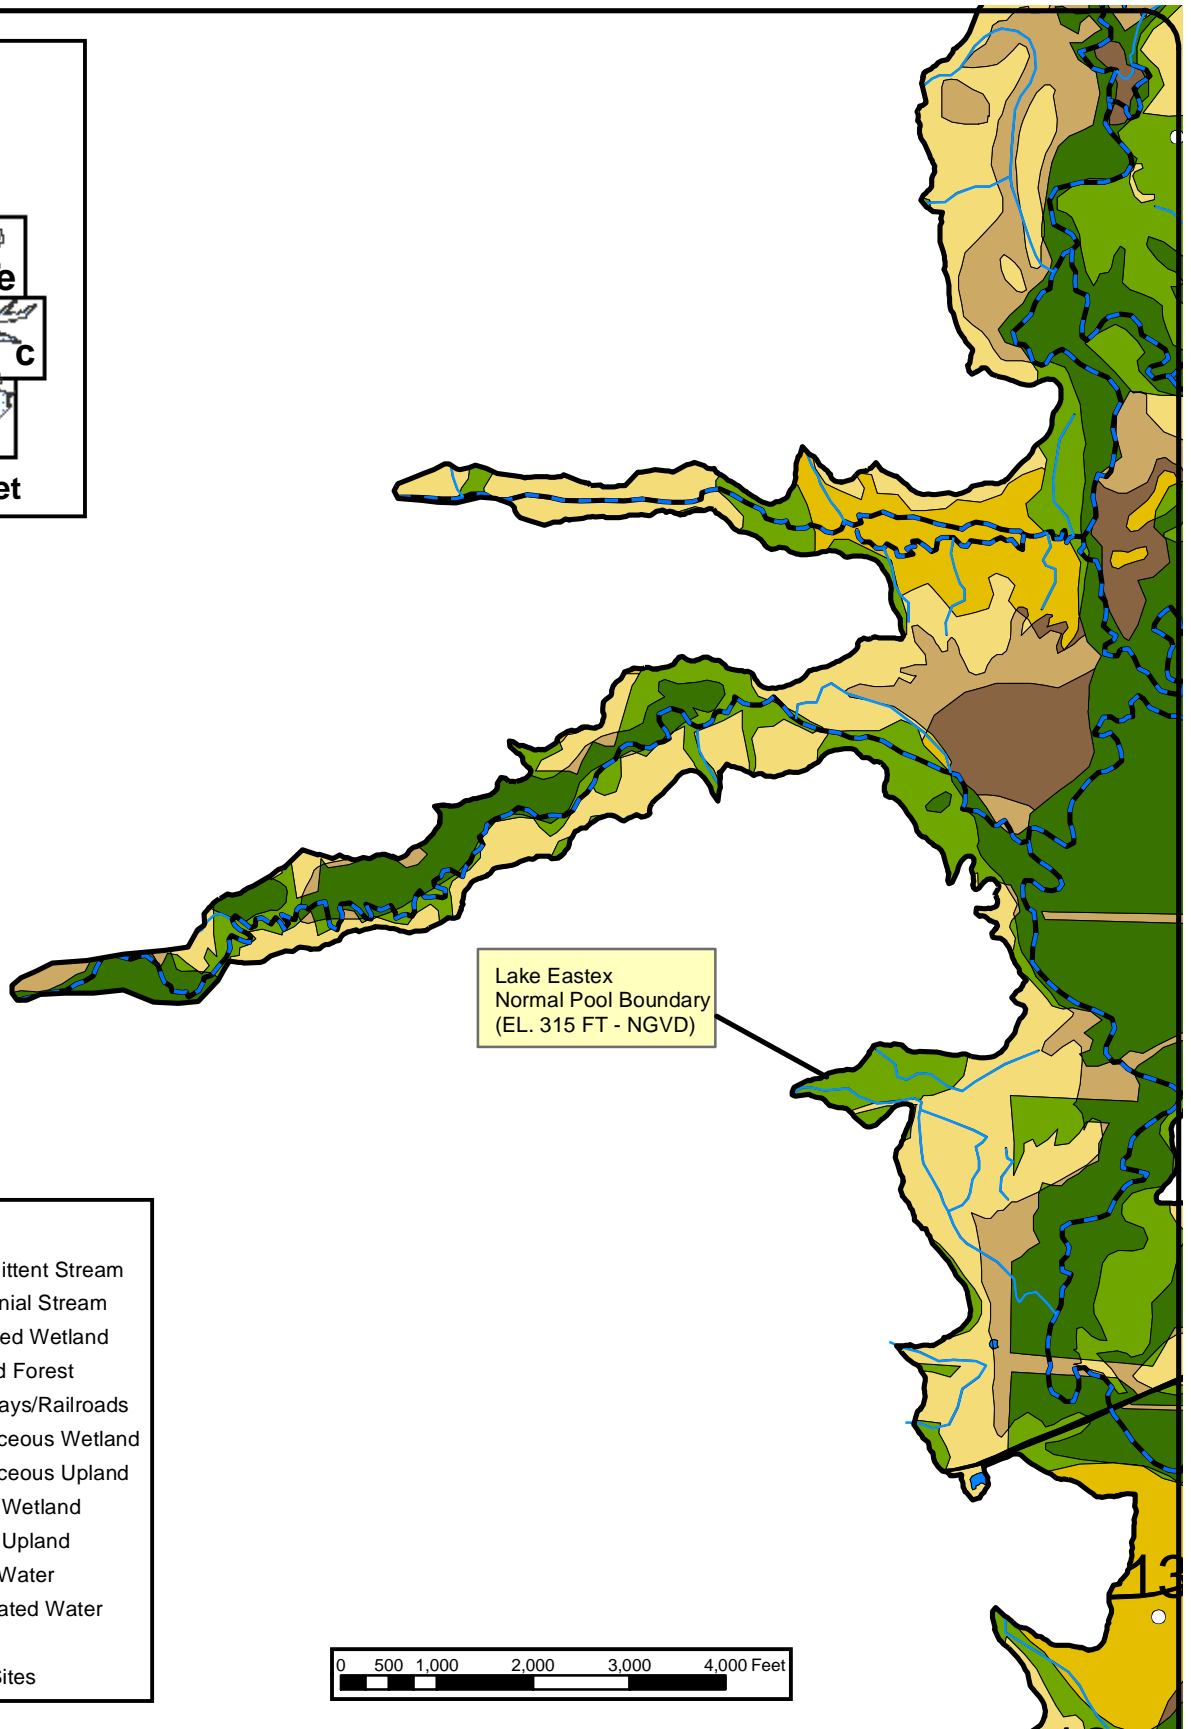 e
c
et
Lake Eastex
Normal Pool Boundary
(EL. 315 FT - NGVD)
ittent Stream
nial Stream
ed Wetland
d Forest
ays/Railroads
ceous Wetland
ceous Upland
Wetland
Upland
Water
ated Water
Sites
13
0 500 1,000 2,000 3,000 4,000 Feet